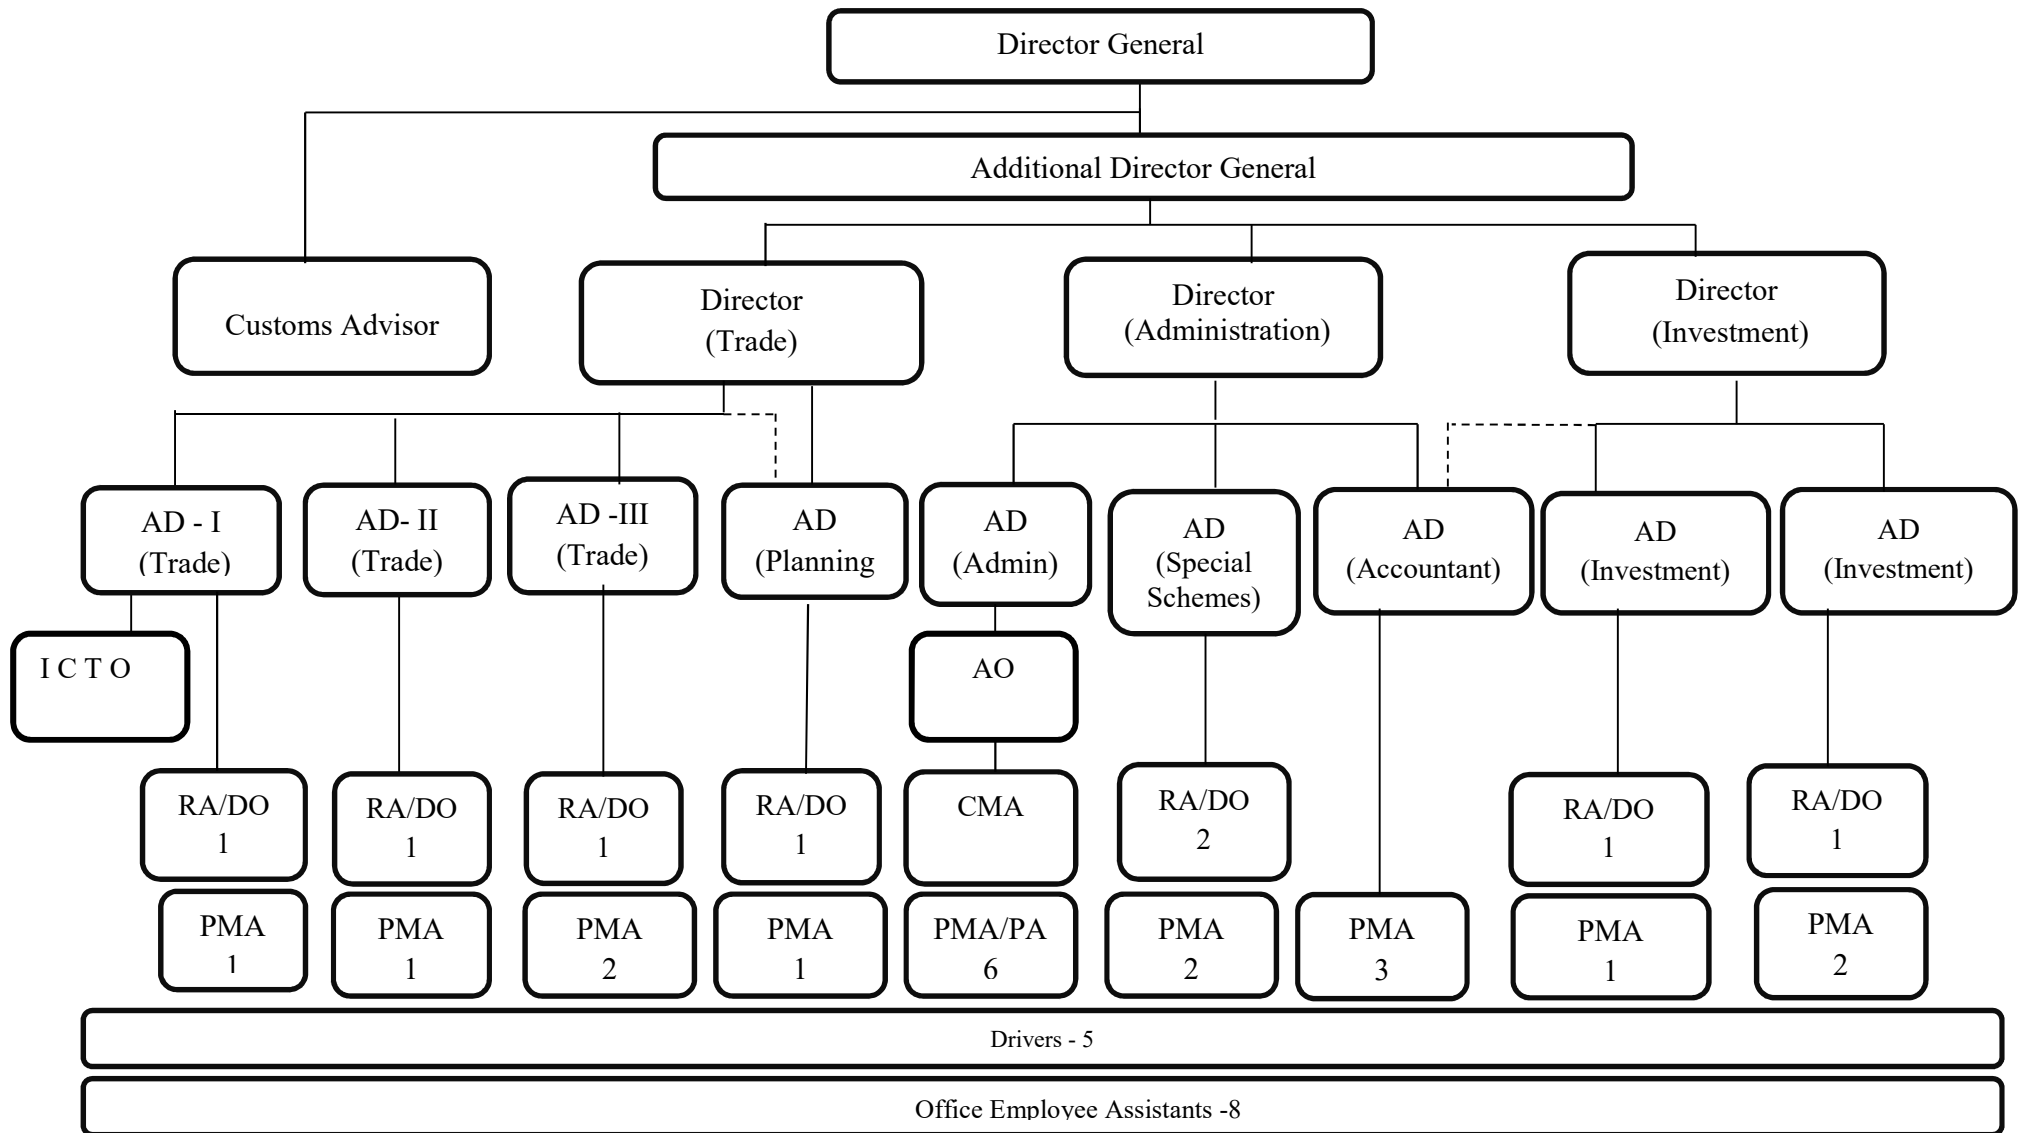 Director General
Additional Director General
Customs Advisor
Director
(Trade)
Director
(Administration)
Director
(Investment)
AD - I
(Trade)
AD- II
(Trade)
AD -III
(Trade)
AD
(Planning
AD
(Admin)
AD
(Special
Schemes)
AD
(Accountant)
AD
(Investment)
AD
(Investment)
I C T O
AO
RA/DO
1
RA/DO
1
RA/DO
1
RA/DO
1
CMA
RA/DO
2
RA/DO
1
RA/DO
1
PMA
1
PMA
1
PMA
2
PMA
1
PMA/PA
6
PMA
2
PMA
3
PMA
1
PMA
2
Drivers - 5
Office Employee Assistants -8